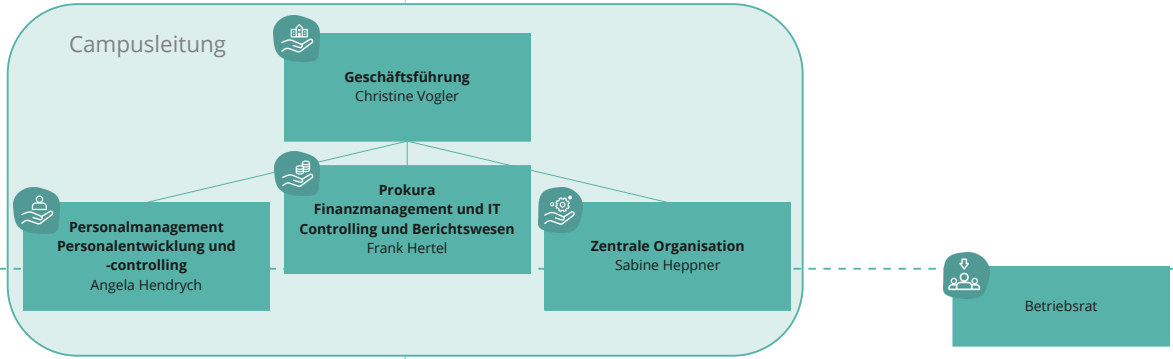 Campusleitung
Geschäftsführung
Christine Vogler
Prokura
Finanzmanagement und IT
Controlling und Berichtswesen
Frank Hertel
Personalmanagement
Personalentwicklung und
-controlling
Angela Hendrych
Zentrale Organisation
Sabine Heppner
Betriebsrat